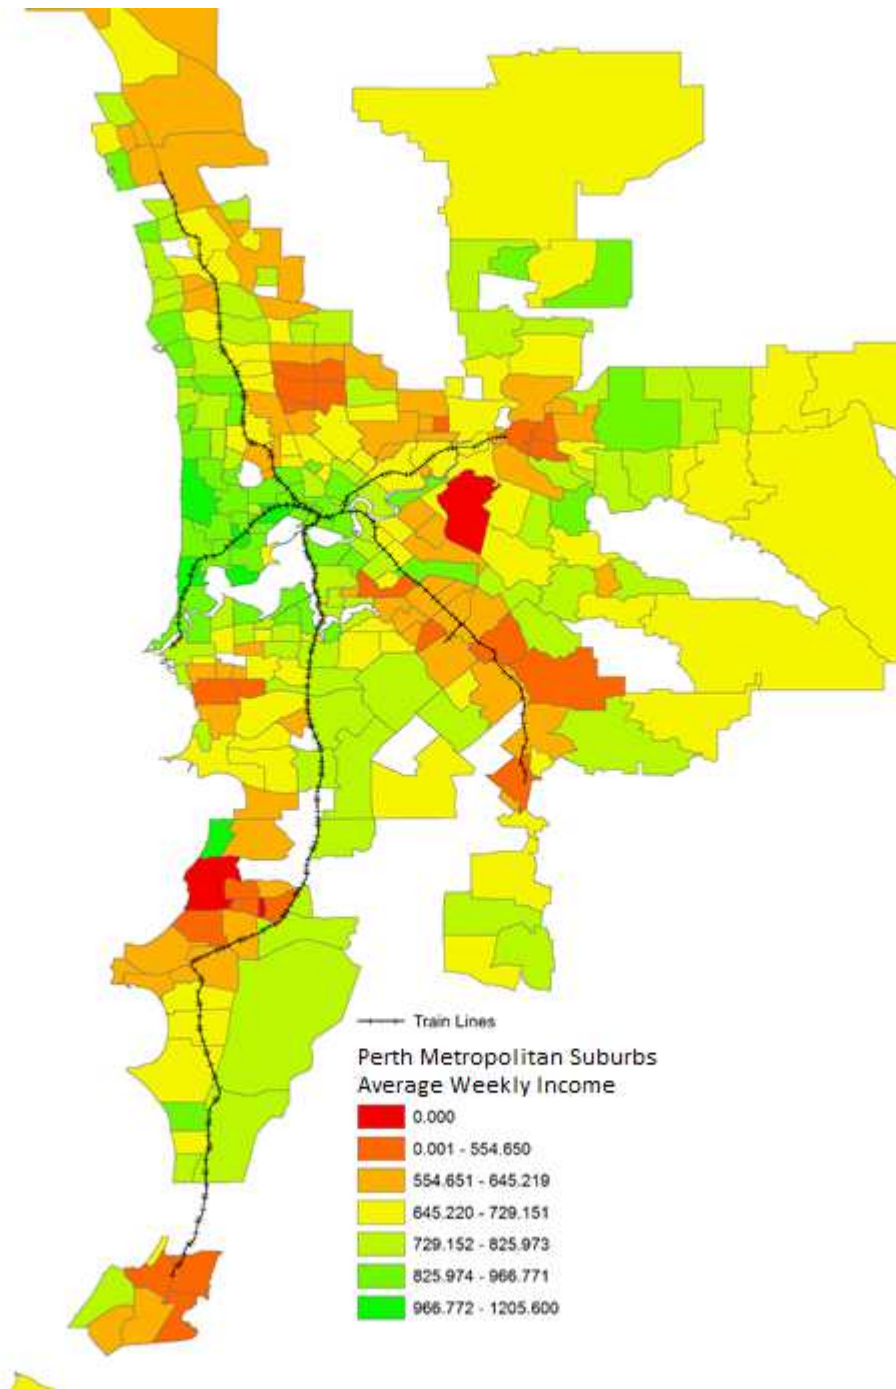 Train Lines
Perth Metropolitan Suburbs
Average Weekly Income
0.000
0.001 - 554.650
554.651 - 645.219
645.220 - 729.151
729.152 - 825.973
825.974 - 966.771
966.772 - 1205.600